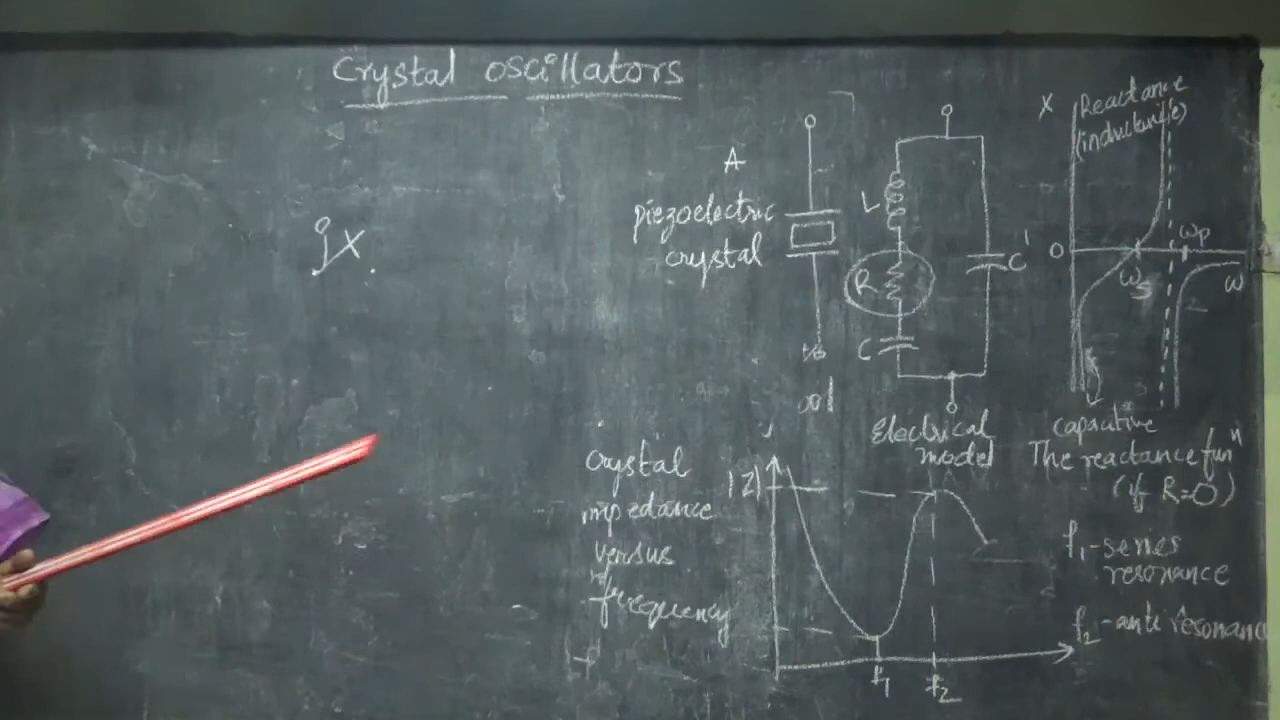 Crystal oscillators
jX
A
piezoelectric
crystal
L
R
C
C'
Electrical
model
X
Reactance
(inductive)
0
ωs
ωp
ω
capacitive
The reactance funⁿ
(if R=0)
Crystal
impedance
versus
frequency
|Z|
f1
f2
f1-series
resonance
f2-anti resonance